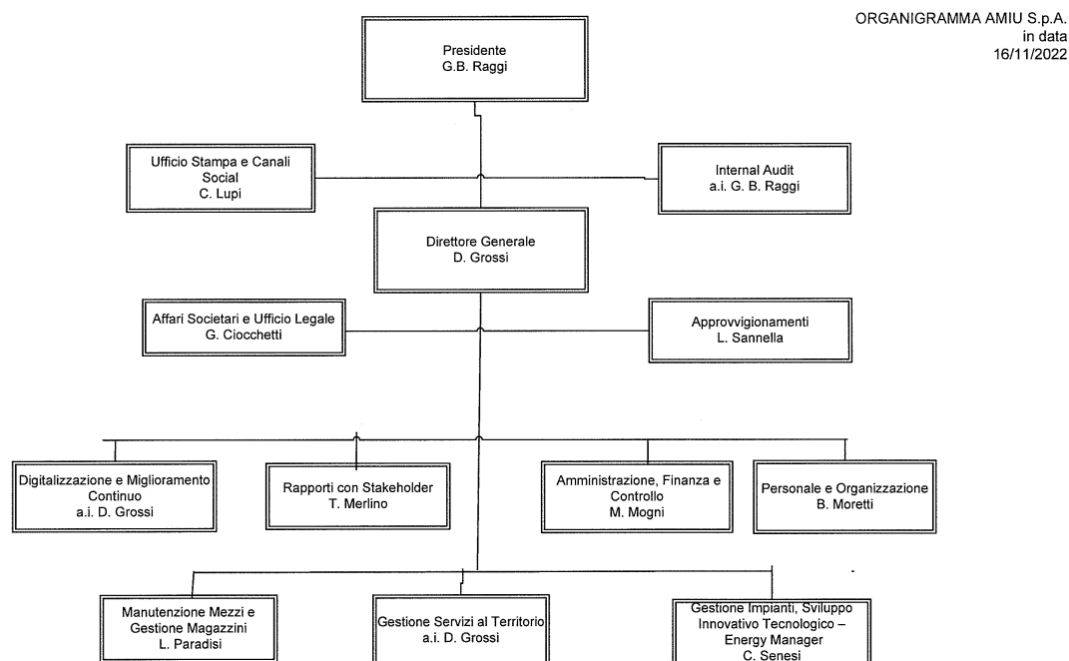 ORGANIGRAMMA AMIU S.p.A.
in data
16/11/2022
Presidente
G.B. Raggi
Ufficio Stampa e Canali
Social
C. Lupi
Internal Audit
a.i. G. B. Raggi
Direttore Generale
D. Grossi
Affari Societari e Ufficio Legale
G. Ciocchetti
Approvvigionamenti
L. Sannella
Digitalizzazione e Miglioramento
Continuo
a.i. D. Grossi
Rapporti con Stakeholder
T. Merlino
Amministrazione, Finanza e
Controllo
M. Mogni
Personale e Organizzazione
B. Moretti
Manutenzione Mezzi e
Gestione Magazzini
L. Paradisi
Gestione Servizi al Territorio
a.i. D. Grossi
Gestione Impianti, Sviluppo
Innovativo Tecnologico –
Energy Manager
C. Senesi